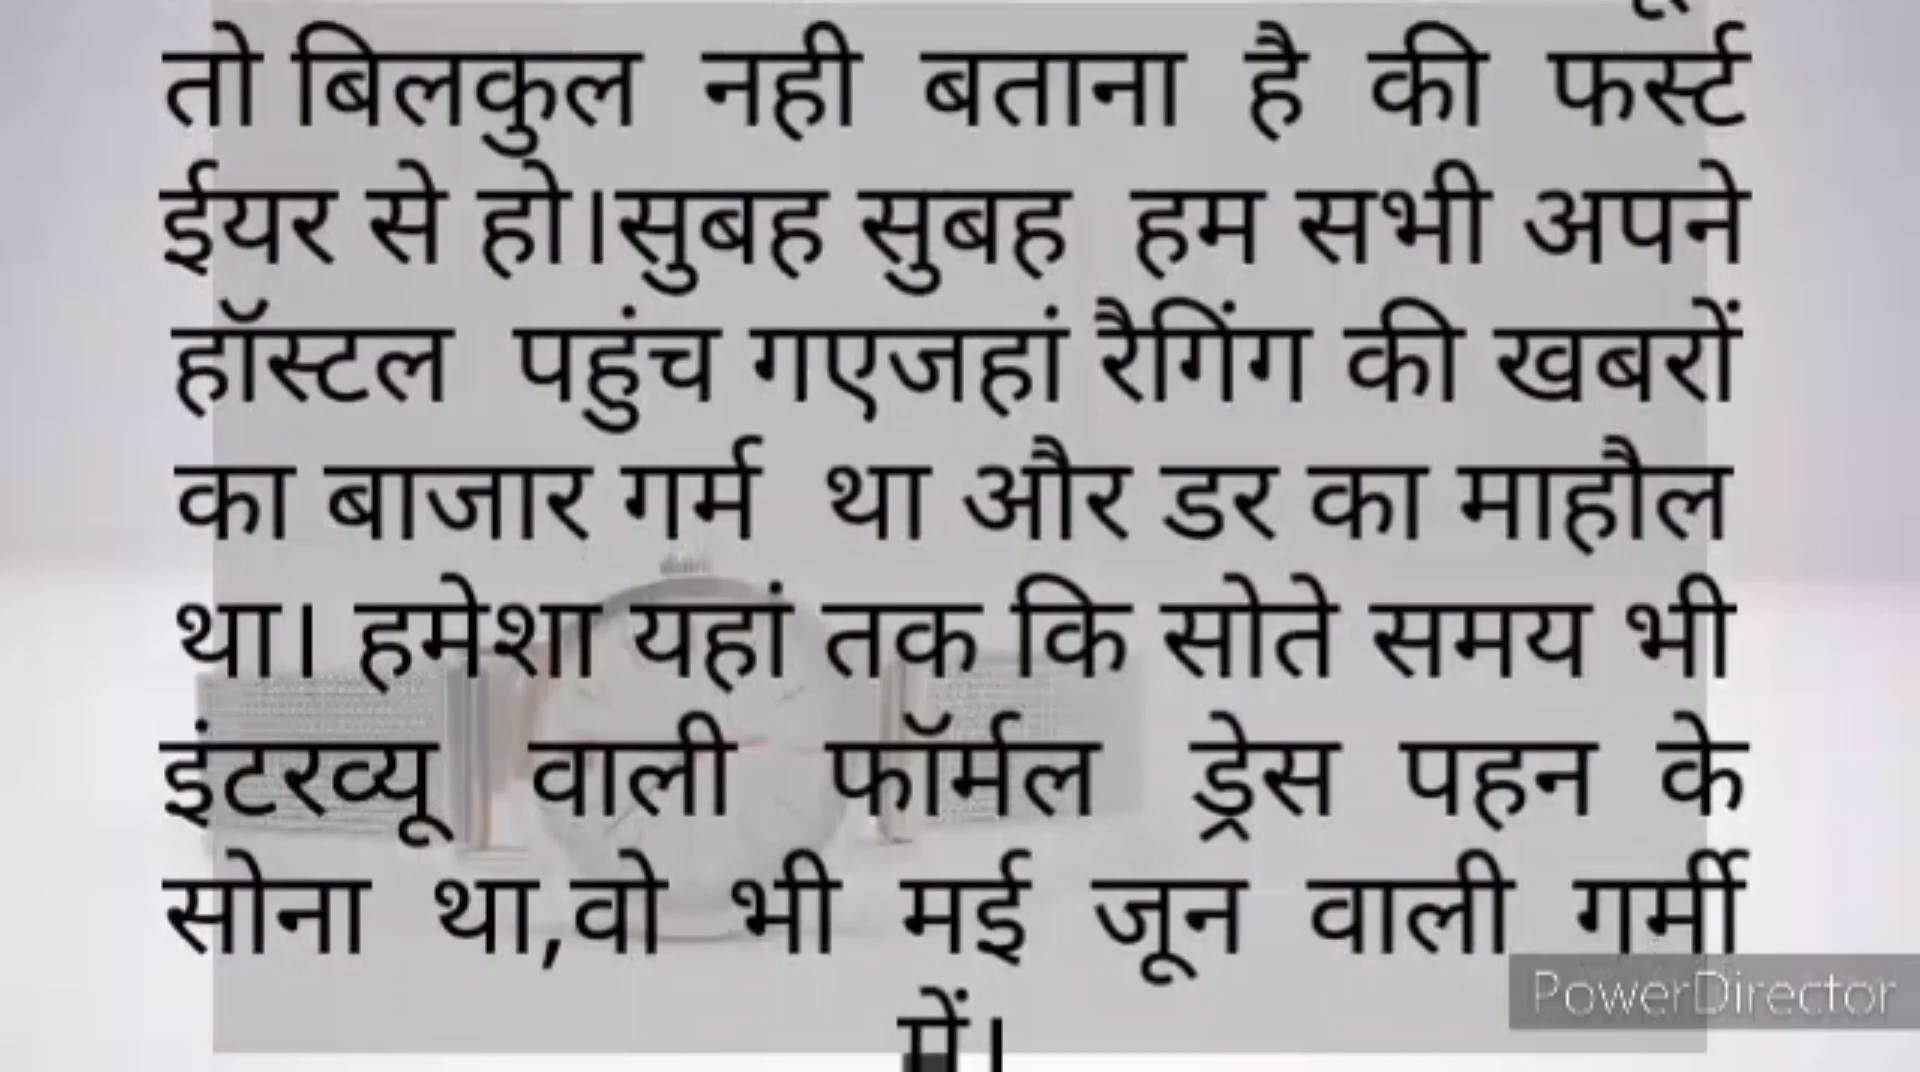 तो बिलकुल नही बताना है की फर्स्ट
ईयर से हो।सुबह सुबह हम सभी अपने
हॉस्टल पहुंच गएजहां रैगिंग की खबरों
का बाजार गर्म था और डर का माहौल
था। हमेशा यहां तक कि सोते समय भी
इंटरव्यू वाली फॉर्मल ड्रेस पहन के
सोना था,वो भी मई जून वाली गर्मी
में।
PowerDirector